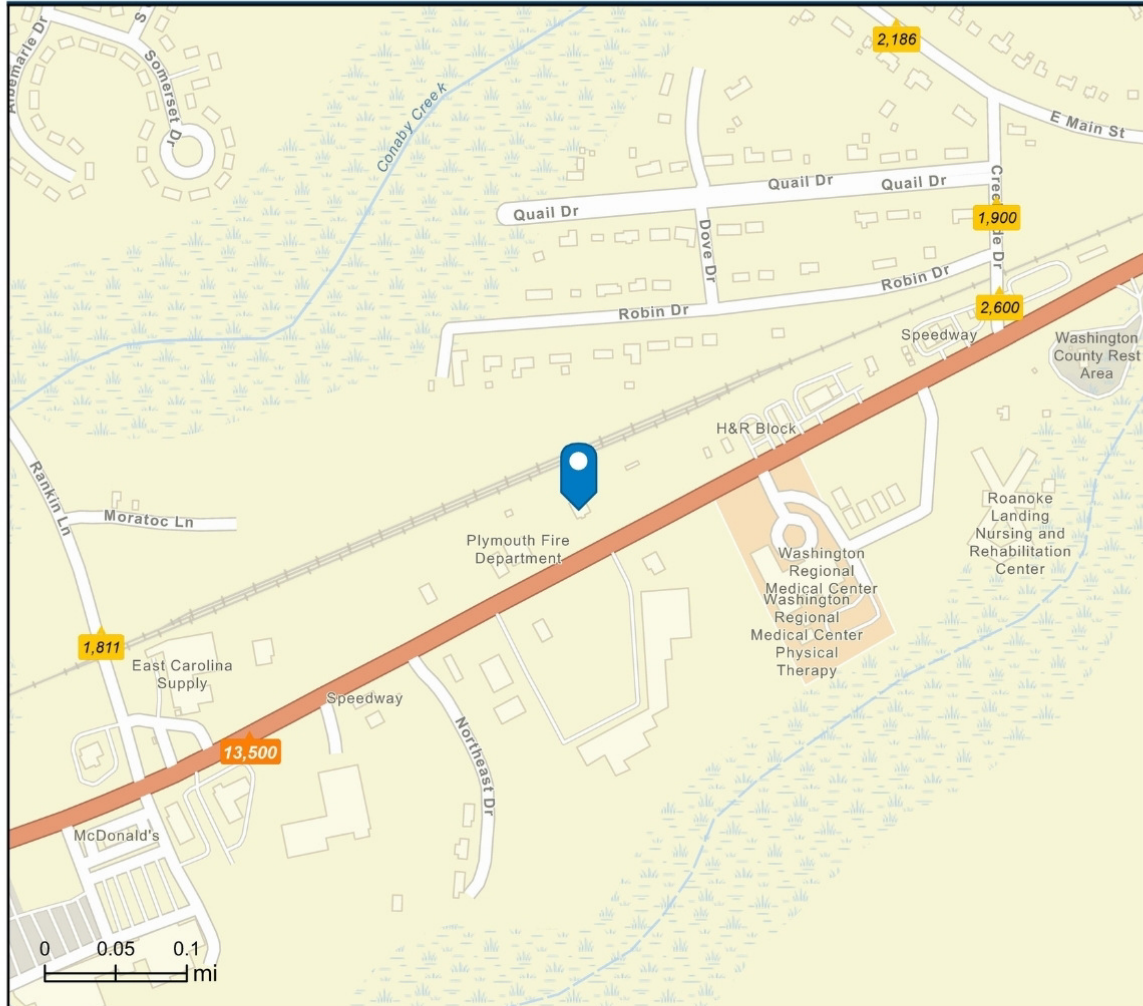 2,186
Albemarle Dr
Somerset Dr
S
Conaby Creek
E Main St
Quail Dr
Quail Dr
Quail Dr
1,900
Dove Dr
Robin Dr
Robin Dr
2,600
Speedway
Washington
County Rest
Area
H&R Block
Rankin Ln
Moratoc Ln
Plymouth Fire
Department
Roanoke
Landing
Nursing and
Rehabilitation
Center
Washington
Regional
Medical Center
Washington
Regional
Medical Center
Physical
Therapy
1,811
East Carolina
Supply
Speedway
Northeast Dr
13,500
McDonald's
0 0.05 0.1
mi